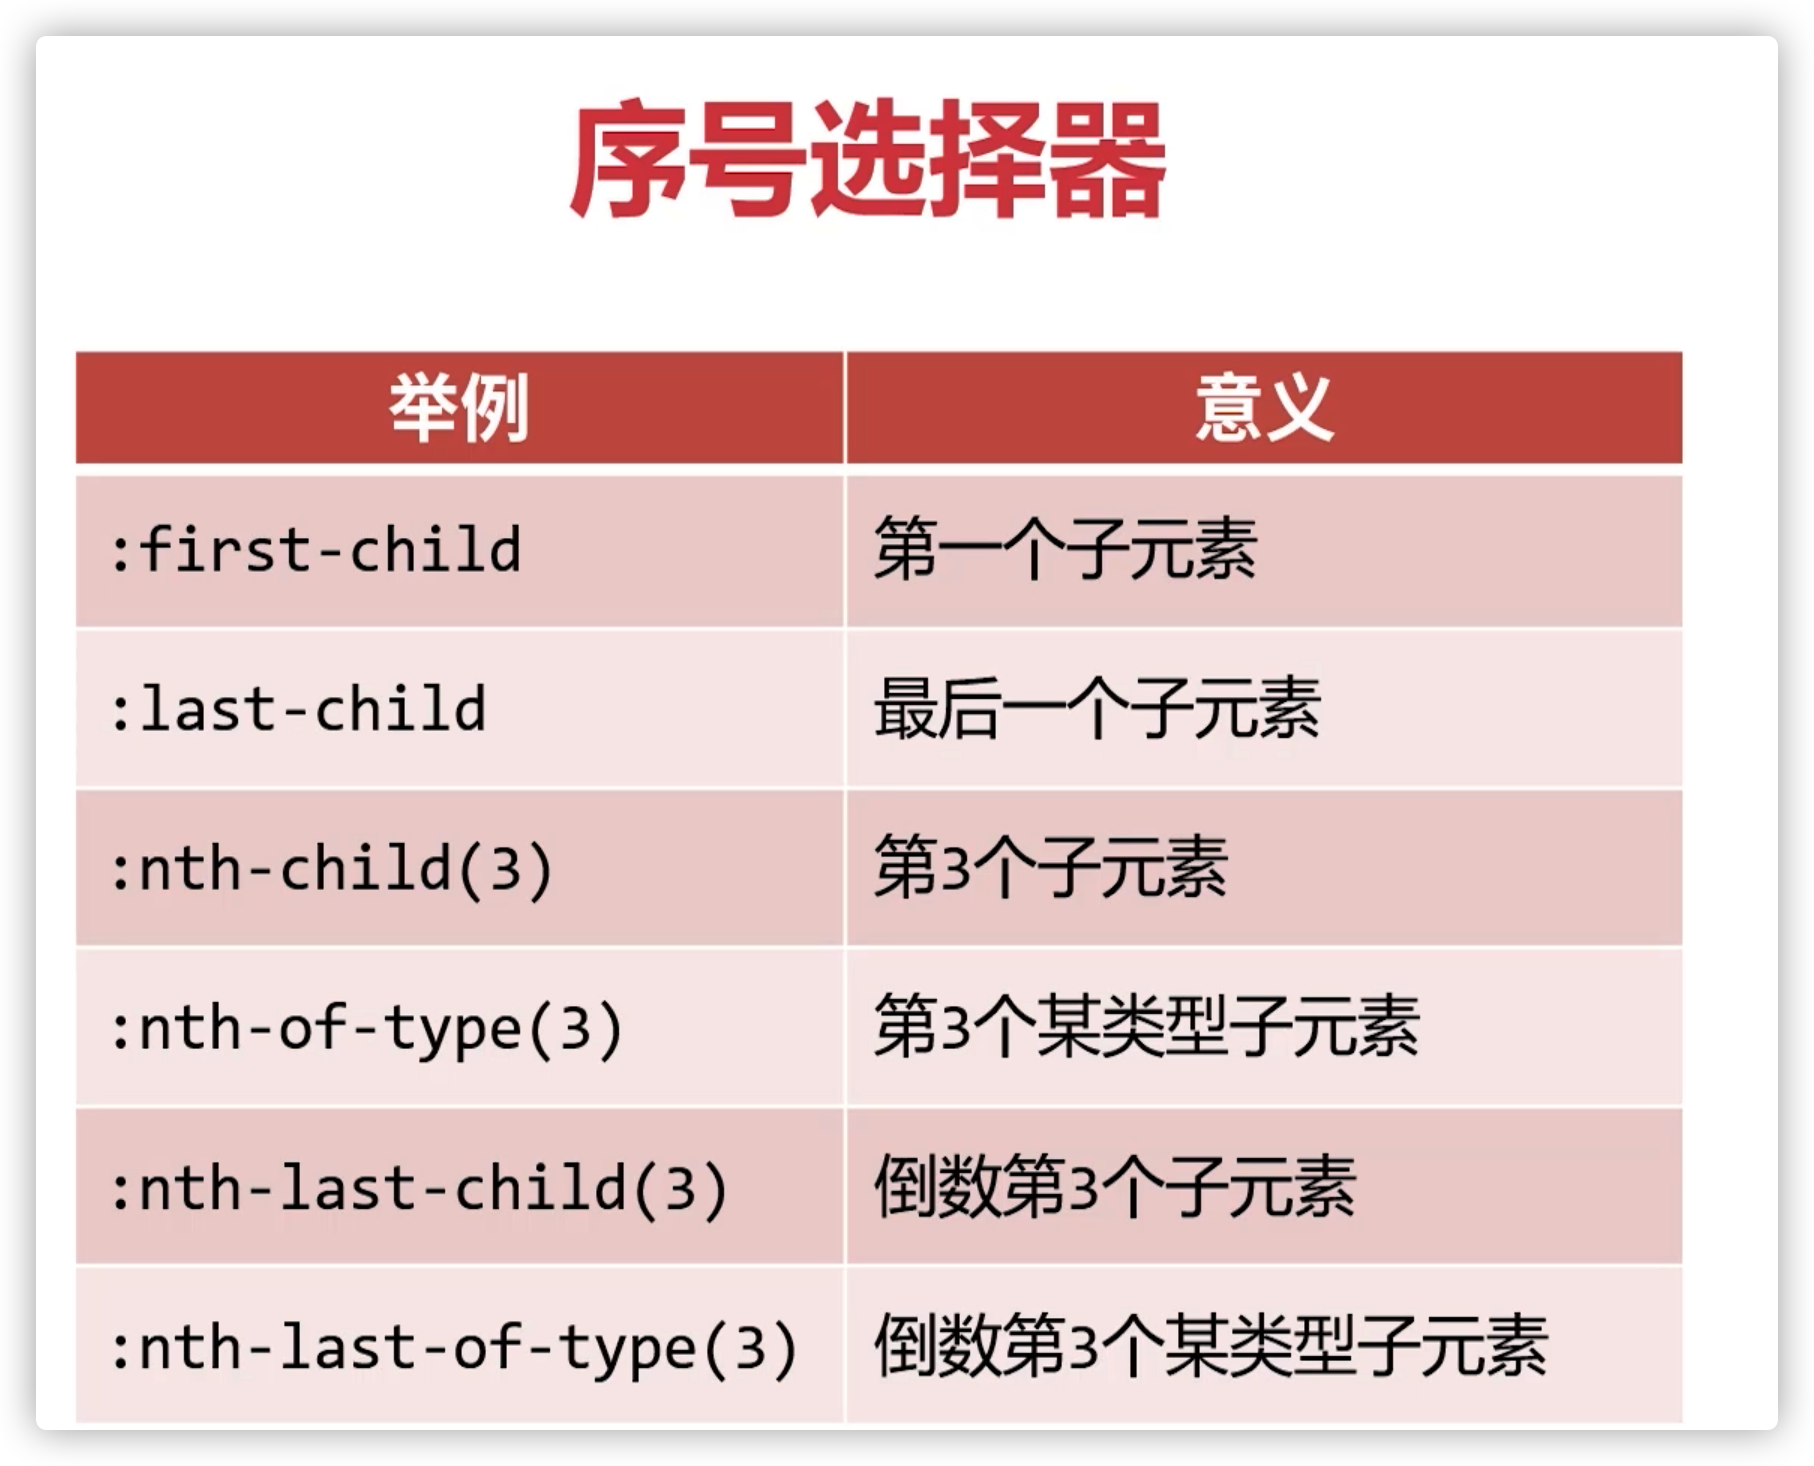 序号选择器
举例 意义
:first-child 第一个子元素
:last-child 最后一个子元素
:nth-child(3) 第3个子元素
:nth-of-type(3) 第3个某类型子元素
:nth-last-child(3) 倒数第3个子元素
:nth-last-of-type(3) 倒数第3个某类型子元素